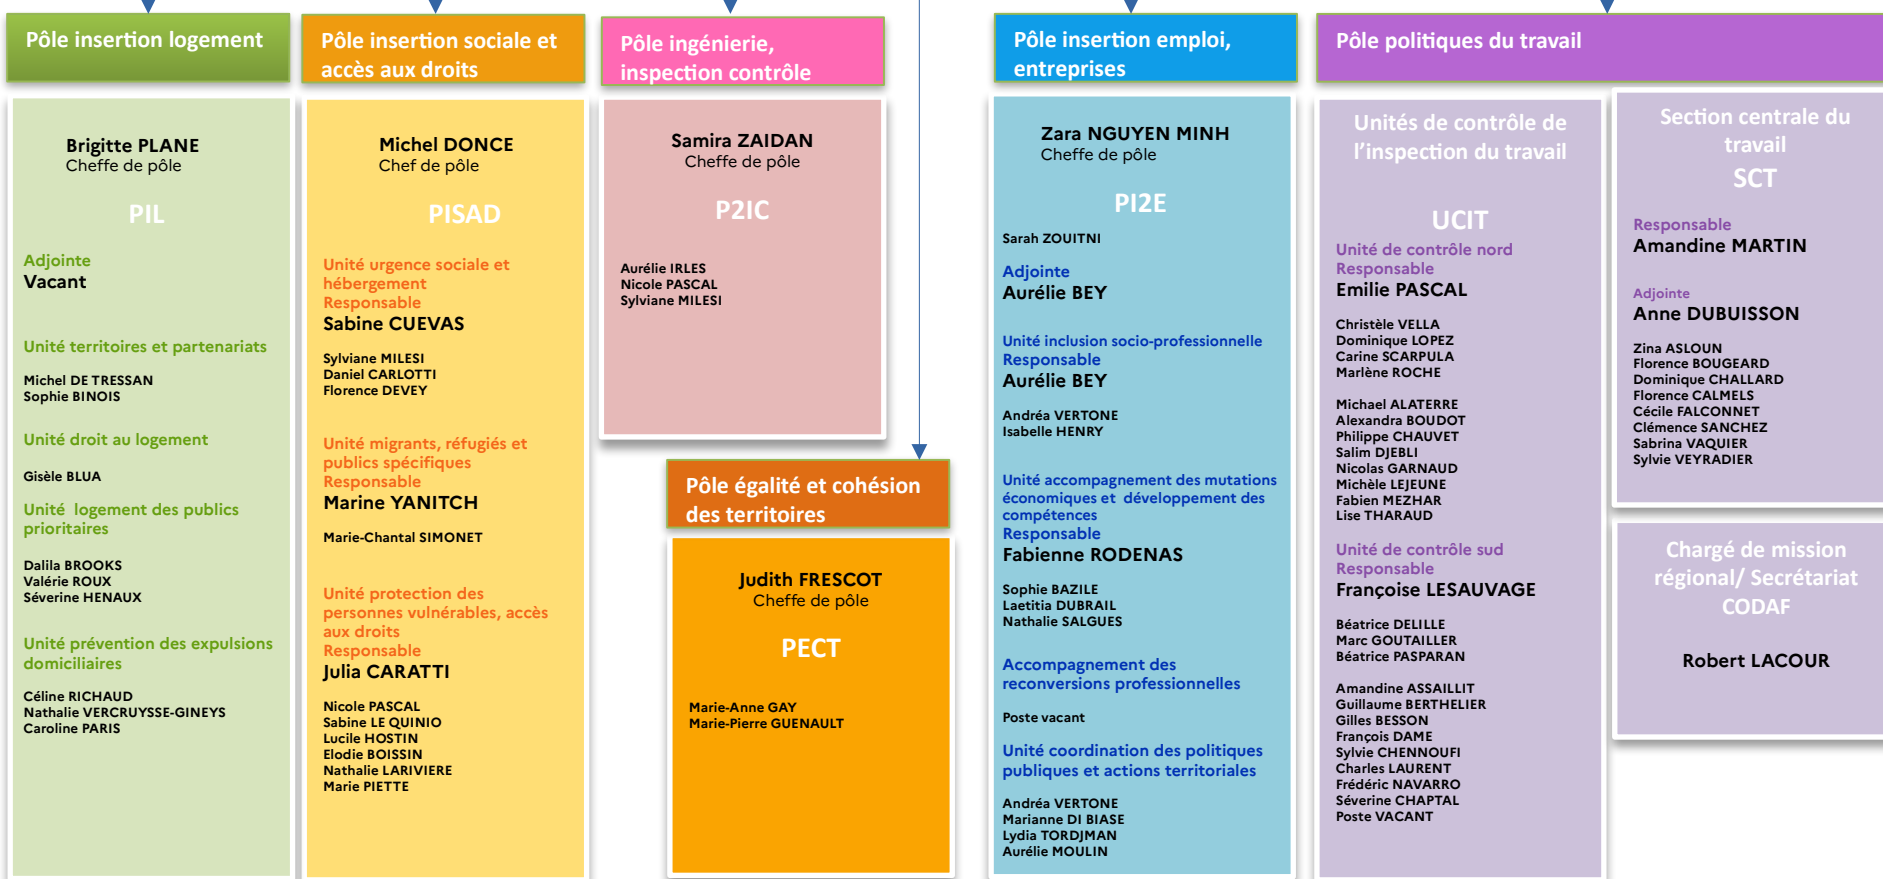 Pôle insertion logement
Brigitte PLANE
Cheffe de pôle
PIL
Adjointe
Vacant
Unité territoires et partenariats
Michel DE TRESSAN
Sophie BINOIS
Unité droit au logement
Gisèle BLUA
Unité  logement des publics
prioritaires
Dalila BROOKS
Valérie ROUX
Séverine HENAUX
Unité prévention des expulsions
domiciliaires
Céline RICHAUD
Nathalie VERCRUYSSE-GINEYS
Caroline PARIS
Pôle insertion sociale et
accès aux droits
Michel DONCE
Chef de pôle
PISAD
Unité urgence sociale et
hébergement
Responsable
Sabine CUEVAS
Sylviane MILESI
Daniel CARLOTTI
Florence DEVEY
Unité migrants, réfugiés et
publics spécifiques
Responsable
Marine YANITCH
Marie-Chantal SIMONET
Unité protection des
personnes vulnérables, accès
aux droits
Responsable
Julia CARATTI
Nicole PASCAL
Sabine LE QUINIO
Lucile HOSTIN
Elodie BOISSIN
Nathalie LARIVIERE
Marie PIETTE
Pôle ingénierie,
inspection contrôle
Samira ZAIDAN
Cheffe de pôle
P2IC
Aurélie IRLES
Nicole PASCAL
Sylviane MILESI
Pôle égalité et cohésion
des territoires
Judith FRESCOT
Cheffe de pôle
PECT
Marie-Anne GAY
Marie-Pierre GUENAULT
Pôle insertion emploi,
entreprises
Zara NGUYEN MINH
Cheffe de pôle
PI2E
Sarah ZOUITNI
Adjointe
Aurélie BEY
Unité inclusion socio-professionnelle
Responsable
Aurélie BEY
Andréa VERTONE
Isabelle HENRY
Unité accompagnement des mutations
économiques et  développement des
compétences
Responsable
Fabienne RODENAS
Sophie BAZILE
Laetitia DUBRAIL
Nathalie SALGUES
Accompagnement des
reconversions professionnelles
Poste vacant
Unité coordination des politiques
publiques et actions territoriales
Andréa VERTONE
Marianne DI BIASE
Lydia TORDJMAN
Aurélie MOULIN
Pôle politiques du travail
Unités de contrôle de
l'inspection du travail
UCIT
Unité de contrôle nord
Responsable
Emilie PASCAL
Christèle VELLA
Dominique LOPEZ
Carine SCARPULA
Marlène ROCHE
Michael ALATERRE
Alexandra BOUDOT
Philippe CHAUVET
Salim DJEBLI
Nicolas GARNAUD
Michèle LEJEUNE
Fabien MEZHAR
Lise THARAUD
Unité de contrôle sud
Responsable
Françoise LESAUVAGE
Béatrice DELILLE
Marc GOUTAILLER
Béatrice PASPARAN
Amandine ASSAILLIT
Guillaume BERTHELIER
Gilles BESSON
François DAME
Sylvie CHENNOUFI
Charles LAURENT
Frédéric NAVARRO
Séverine CHAPTAL
Poste VACANT
Section centrale du
travail
SCT
Responsable
Amandine MARTIN
Adjointe
Anne DUBUISSON
Zina ASLOUN
Florence BOUGEARD
Dominique CHALLARD
Florence CALMELS
Cécile FALCONNET
Clémence SANCHEZ
Sabrina VAQUIER
Sylvie VEYRADIER
Chargé de mission
régional/ Secrétariat
CODAF
Robert LACOUR